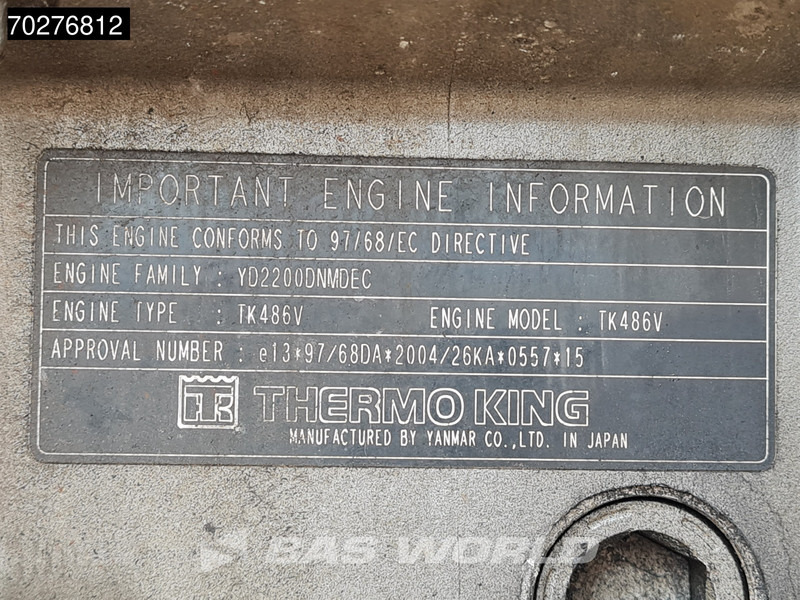 70276812
IMPORTANT ENGINE INFORMATION
THIS ENGINE CONFORMS TO 97/68/EC DIRECTIVE
ENGINE FAMILY : YD2200DNMDEC
ENGINE TYPE : TK486V ENGINE MODEL : TK486V
APPROVAL NUMBER : e13*97/68DA*2004/26KA*0557*15
TK THERMO KING
MANUFACTURED BY YANMAR CO.,LTD. IN JAPAN
BAS WORLD